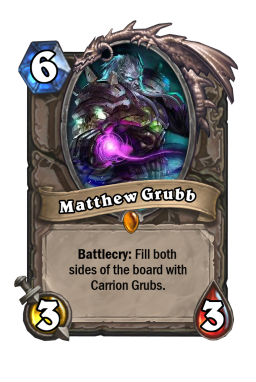 6
Matthew Grubb
Battlecry: Fill both
sides of the board with
Carrion Grubs.
3
3